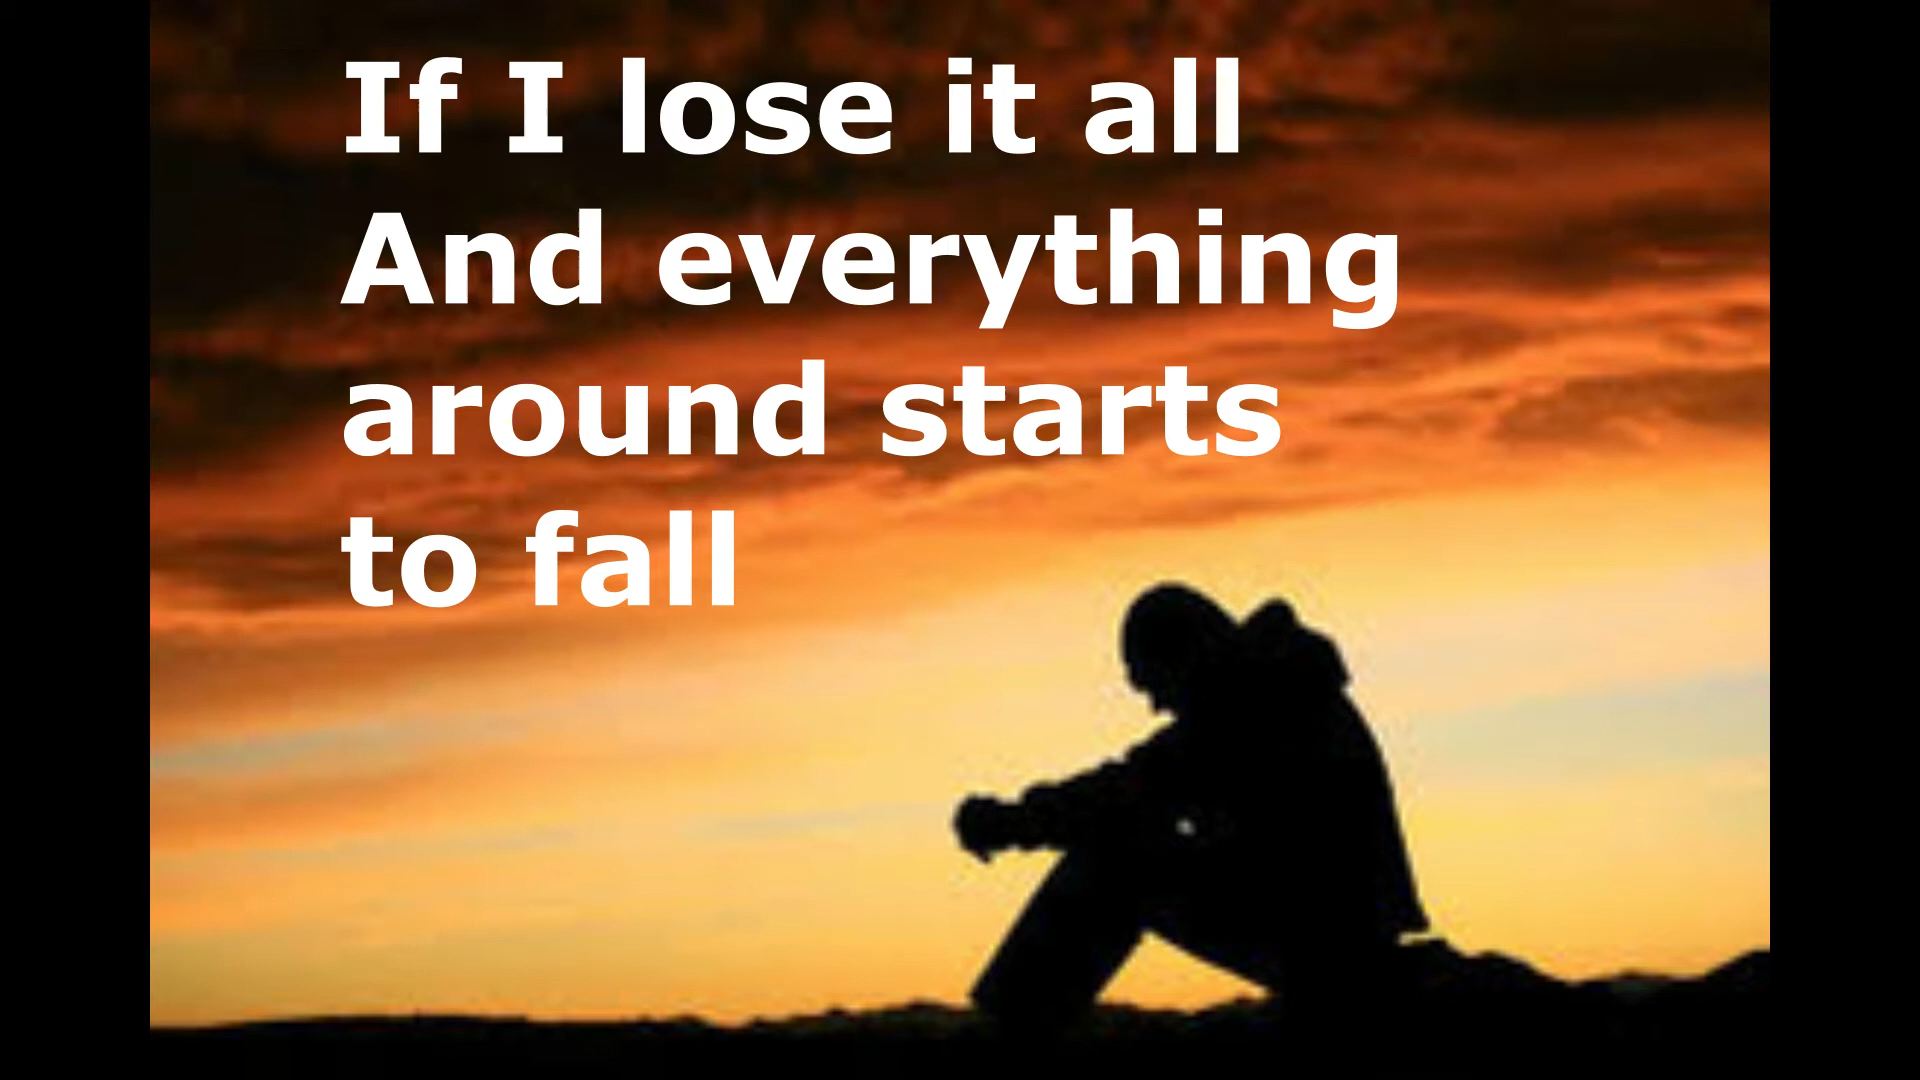 If I lose it all
And everything
around starts
to fall